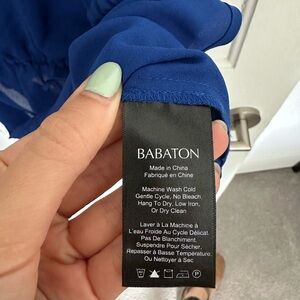 BABATON
Made in China
Fabriqué en Chine
Machine Wash Cold
Gentle Cycle, No Bleach,
Hang To Dry, Low Iron,
Or Dry Clean
Laver À La Machine À
L'eau Froide Au Cycle Délicat.
Pas De Blanchiment,
Suspendre Pour Sécher.
Repasser À Basse Température.
Ou Nettoyer à Sec